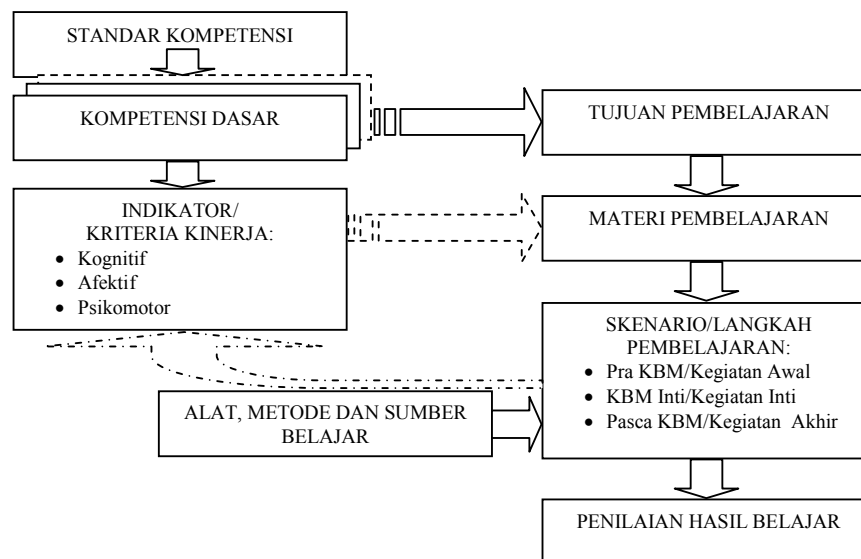 STANDAR KOMPETENSI
KOMPETENSI DASAR
INDIKATOR/
KRITERIA KINERJA:
• Kognitif
• Afektif
• Psikomotor
ALAT, METODE DAN SUMBER
BELAJAR
TUJUAN PEMBELAJARAN
MATERI PEMBELAJARAN
SKENARIO/LANGKAH
PEMBELAJARAN:
• Pra KBM/Kegiatan Awal
• KBM Inti/Kegiatan Inti
• Pasca KBM/Kegiatan Akhir
PENILAIAN HASIL BELAJAR